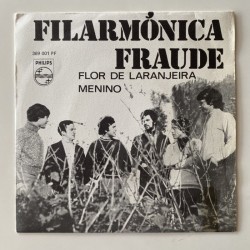 FILARMÓNICA
FRAUDE
PHILIPS
FLOR DE LARANJEIRA
MENINO